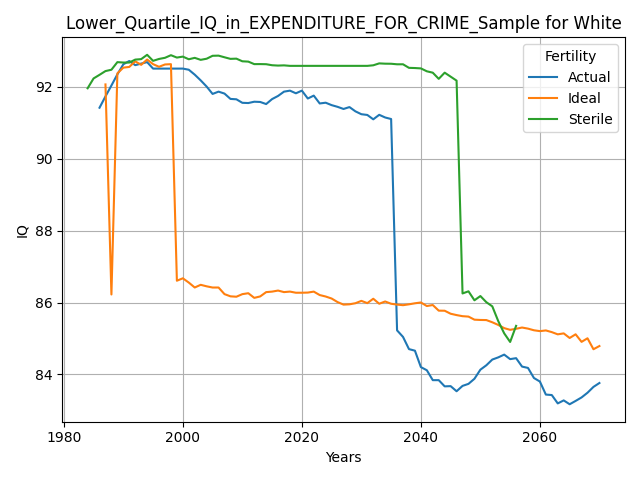 Lower_Quartile_IQ_in_EXPENDITURE_FOR_CRIME_Sample for White
Fertility
Actual
Ideal
Sterile
92
90
88
86
84
IQ
1980
2000
2020
2040
2060
Years